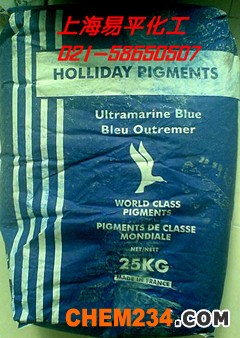 上海易平化工
021-58650507
HOLLIDAY PIGMENTS
Ultramarine Blue
Bleu Outremer
WORLD CLASS
PIGMENTS
PIGMENTS DE CLASSE
MONDIALE
NET/NETT
25KG
MADE IN FRANCE
CHEM234.COM